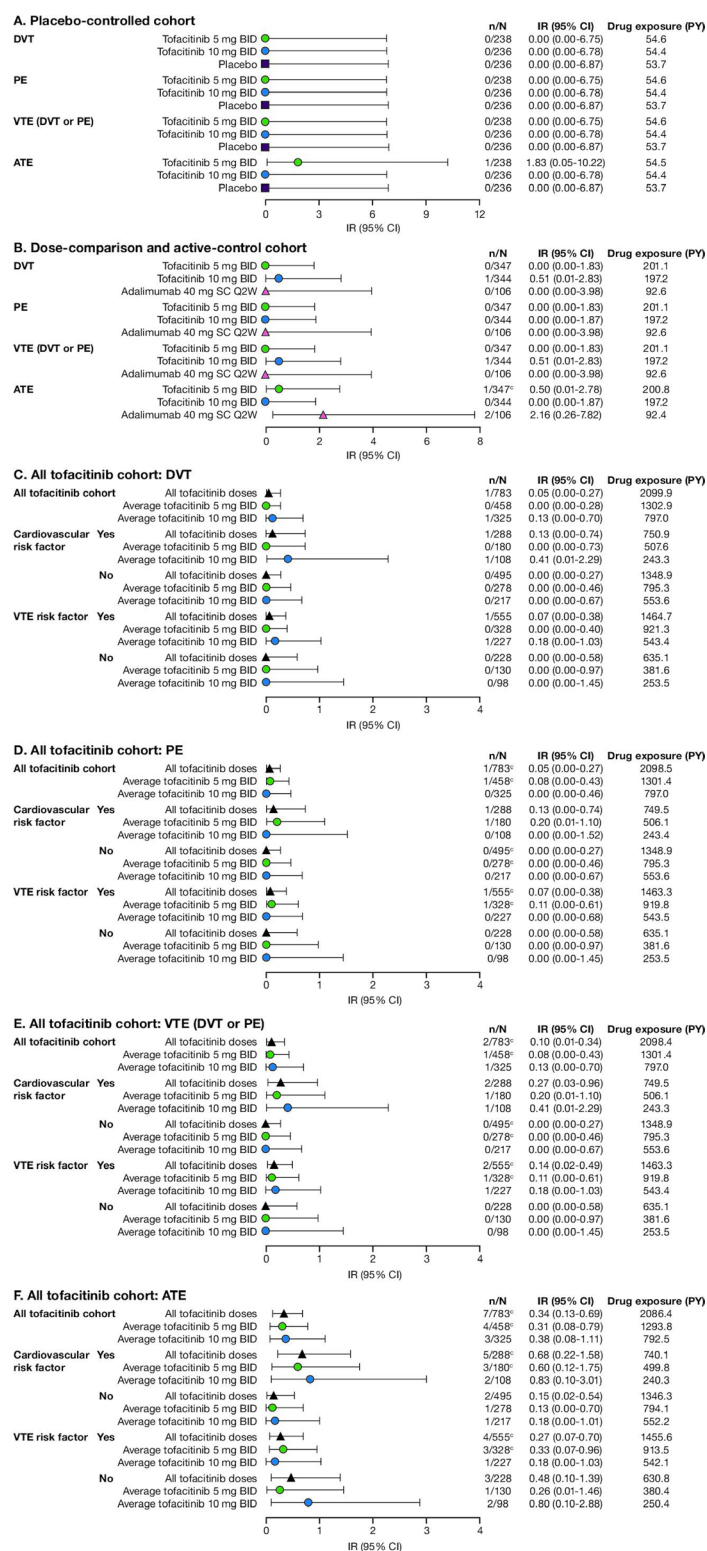 A. Placebo-controlled cohort
n/N IR (95% CI) Drug exposure (PY)
DVT Tofacitinib 5 mg BID 0/238 0.00 (0.00-6.75) 54.6
Tofacitinib 10 mg BID 0/236 0.00 (0.00-6.78) 54.4
Placebo 0/236 0.00 (0.00-6.87) 53.7
PE Tofacitinib 5 mg BID 0/238 0.00 (0.00-6.75) 54.6
Tofacitinib 10 mg BID 0/236 0.00 (0.00-6.78) 54.4
Placebo 0/236 0.00 (0.00-6.87) 53.7
VTE (DVT or PE) Tofacitinib 5 mg BID 0/238 0.00 (0.00-6.75) 54.6
Tofacitinib 10 mg BID 0/236 0.00 (0.00-6.78) 54.4
Placebo 0/236 0.00 (0.00-6.87) 53.7
ATE Tofacitinib 5 mg BID 1/238 1.83 (0.05-10.22) 54.5
Tofacitinib 10 mg BID 0/236 0.00 (0.00-6.78) 54.4
Placebo 0/236 0.00 (0.00-6.87) 53.7
0 3 6 9 12
IR (95% CI)
B. Dose-comparison and active-control cohort
n/N IR (95% CI) Drug exposure (PY)
DVT Tofacitinib 5 mg BID 0/347 0.00 (0.00-1.83) 201.1
Tofacitinib 10 mg BID 1/344 0.51 (0.01-2.83) 197.2
Adalimumab 40 mg SC Q2W 0/106 0.00 (0.00-3.98) 92.6
PE Tofacitinib 5 mg BID 0/347 0.00 (0.00-1.83) 201.1
Tofacitinib 10 mg BID 0/344 0.00 (0.00-1.87) 197.2
Adalimumab 40 mg SC Q2W 0/106 0.00 (0.00-3.98) 92.6
VTE (DVT or PE) Tofacitinib 5 mg BID 0/347 0.00 (0.00-1.83) 201.1
Tofacitinib 10 mg BID 1/344 0.51 (0.01-2.83) 197.2
Adalimumab 40 mg SC Q2W 0/106 0.00 (0.00-3.98) 92.6
ATE Tofacitinib 5 mg BID 1/347ᶜ 0.50 (0.01-2.78) 200.8
Tofacitinib 10 mg BID 0/344 0.00 (0.00-1.87) 197.2
Adalimumab 40 mg SC Q2W 2/106 2.16 (0.26-7.82) 92.4
0 2 4 6 8
IR (95% CI)
C. All tofacitinib cohort: DVT
n/N IR (95% CI) Drug exposure (PY)
All tofacitinib cohort All tofacitinib doses 1/783 0.05 (0.00-0.27) 2099.9
Average tofacitinib 5 mg BID 0/458 0.00 (0.00-0.28) 1302.9
Average tofacitinib 10 mg BID 1/325 0.13 (0.00-0.70) 797.0
Cardiovascular Yes All tofacitinib doses 1/288 0.13 (0.00-0.74) 750.9
risk factor Average tofacitinib 5 mg BID 0/180 0.00 (0.00-0.73) 507.6
Average tofacitinib 10 mg BID 1/108 0.41 (0.01-2.29) 243.3
No All tofacitinib doses 0/495 0.00 (0.00-0.27) 1348.9
Average tofacitinib 5 mg BID 0/278 0.00 (0.00-0.46) 795.3
Average tofacitinib 10 mg BID 0/217 0.00 (0.00-0.67) 553.6
VTE risk factor Yes All tofacitinib doses 1/555 0.07 (0.00-0.38) 1464.7
Average tofacitinib 5 mg BID 0/328 0.00 (0.00-0.40) 921.3
Average tofacitinib 10 mg BID 1/227 0.18 (0.00-1.03) 543.4
No All tofacitinib doses 0/228 0.00 (0.00-0.58) 635.1
Average tofacitinib 5 mg BID 0/130 0.00 (0.00-0.97) 381.6
Average tofacitinib 10 mg BID 0/98 0.00 (0.00-1.45) 253.5
0 1 2 3 4
IR (95% CI)
D. All tofacitinib cohort: PE
n/N IR (95% CI) Drug exposure (PY)
All tofacitinib cohort All tofacitinib doses 1/783ᶜ 0.05 (0.00-0.27) 2098.5
Average tofacitinib 5 mg BID 1/458ᶜ 0.08 (0.00-0.43) 1301.4
Average tofacitinib 10 mg BID 0/325 0.00 (0.00-0.46) 797.0
Cardiovascular Yes All tofacitinib doses 1/288 0.13 (0.00-0.74) 749.5
risk factor Average tofacitinib 5 mg BID 1/180 0.20 (0.01-1.10) 506.1
Average tofacitinib 10 mg BID 0/108 0.00 (0.00-1.52) 243.4
No All tofacitinib doses 0/495ᶜ 0.00 (0.00-0.27) 1348.9
Average tofacitinib 5 mg BID 0/278ᶜ 0.00 (0.00-0.46) 795.3
Average tofacitinib 10 mg BID 0/217 0.00 (0.00-0.67) 553.6
VTE risk factor Yes All tofacitinib doses 1/555ᶜ 0.07 (0.00-0.38) 1463.3
Average tofacitinib 5 mg BID 1/328ᶜ 0.11 (0.00-0.61) 919.8
Average tofacitinib 10 mg BID 0/227 0.00 (0.00-0.68) 543.5
No All tofacitinib doses 0/228 0.00 (0.00-0.58) 635.1
Average tofacitinib 5 mg BID 0/130 0.00 (0.00-0.97) 381.6
Average tofacitinib 10 mg BID 0/98 0.00 (0.00-1.45) 253.5
0 1 2 3 4
IR (95% CI)
E. All tofacitinib cohort: VTE (DVT or PE)
n/N IR (95% CI) Drug exposure (PY)
All tofacitinib cohort All tofacitinib doses 2/783ᶜ 0.10 (0.01-0.34) 2098.4
Average tofacitinib 5 mg BID 1/458ᶜ 0.08 (0.00-0.43) 1301.4
Average tofacitinib 10 mg BID 1/325 0.13 (0.00-0.70) 797.0
Cardiovascular Yes All tofacitinib doses 2/288 0.27 (0.03-0.96) 749.5
risk factor Average tofacitinib 5 mg BID 1/180 0.20 (0.01-1.10) 506.1
Average tofacitinib 10 mg BID 1/108 0.41 (0.01-2.29) 243.3
No All tofacitinib doses 0/495ᶜ 0.00 (0.00-0.27) 1348.9
Average tofacitinib 5 mg BID 0/278ᶜ 0.00 (0.00-0.46) 795.3
Average tofacitinib 10 mg BID 0/217 0.00 (0.00-0.67) 553.6
VTE risk factor Yes All tofacitinib doses 2/555ᶜ 0.14 (0.02-0.49) 1463.3
Average tofacitinib 5 mg BID 1/328ᶜ 0.11 (0.00-0.61) 919.8
Average tofacitinib 10 mg BID 1/227 0.18 (0.00-1.03) 543.4
No All tofacitinib doses 0/228 0.00 (0.00-0.58) 635.1
Average tofacitinib 5 mg BID 0/130 0.00 (0.00-0.97) 381.6
Average tofacitinib 10 mg BID 0/98 0.00 (0.00-1.45) 253.5
0 1 2 3 4
IR (95% CI)
F. All tofacitinib cohort: ATE
n/N IR (95% CI) Drug exposure (PY)
All tofacitinib cohort All tofacitinib doses 7/783ᶜ 0.34 (0.13-0.69) 2086.4
Average tofacitinib 5 mg BID 4/458ᶜ 0.31 (0.08-0.79) 1293.8
Average tofacitinib 10 mg BID 3/325 0.38 (0.08-1.11) 792.5
Cardiovascular Yes All tofacitinib doses 5/288ᶜ 0.68 (0.22-1.58) 740.1
risk factor Average tofacitinib 5 mg BID 3/180ᶜ 0.60 (0.12-1.75) 499.8
Average tofacitinib 10 mg BID 2/108 0.83 (0.10-3.01) 240.3
No All tofacitinib doses 2/495 0.15 (0.02-0.54) 1346.3
Average tofacitinib 5 mg BID 1/278 0.13 (0.00-0.70) 794.1
Average tofacitinib 10 mg BID 1/217 0.18 (0.00-1.01) 552.2
VTE risk factor Yes All tofacitinib doses 4/555ᶜ 0.27 (0.07-0.70) 1455.6
Average tofacitinib 5 mg BID 3/328ᶜ 0.33 (0.07-0.96) 913.5
Average tofacitinib 10 mg BID 1/227 0.18 (0.00-1.03) 542.1
No All tofacitinib doses 3/228 0.48 (0.10-1.39) 630.8
Average tofacitinib 5 mg BID 1/130 0.26 (0.01-1.46) 380.4
Average tofacitinib 10 mg BID 2/98 0.80 (0.10-2.88) 250.4
0 1 2 3 4
IR (95% CI)